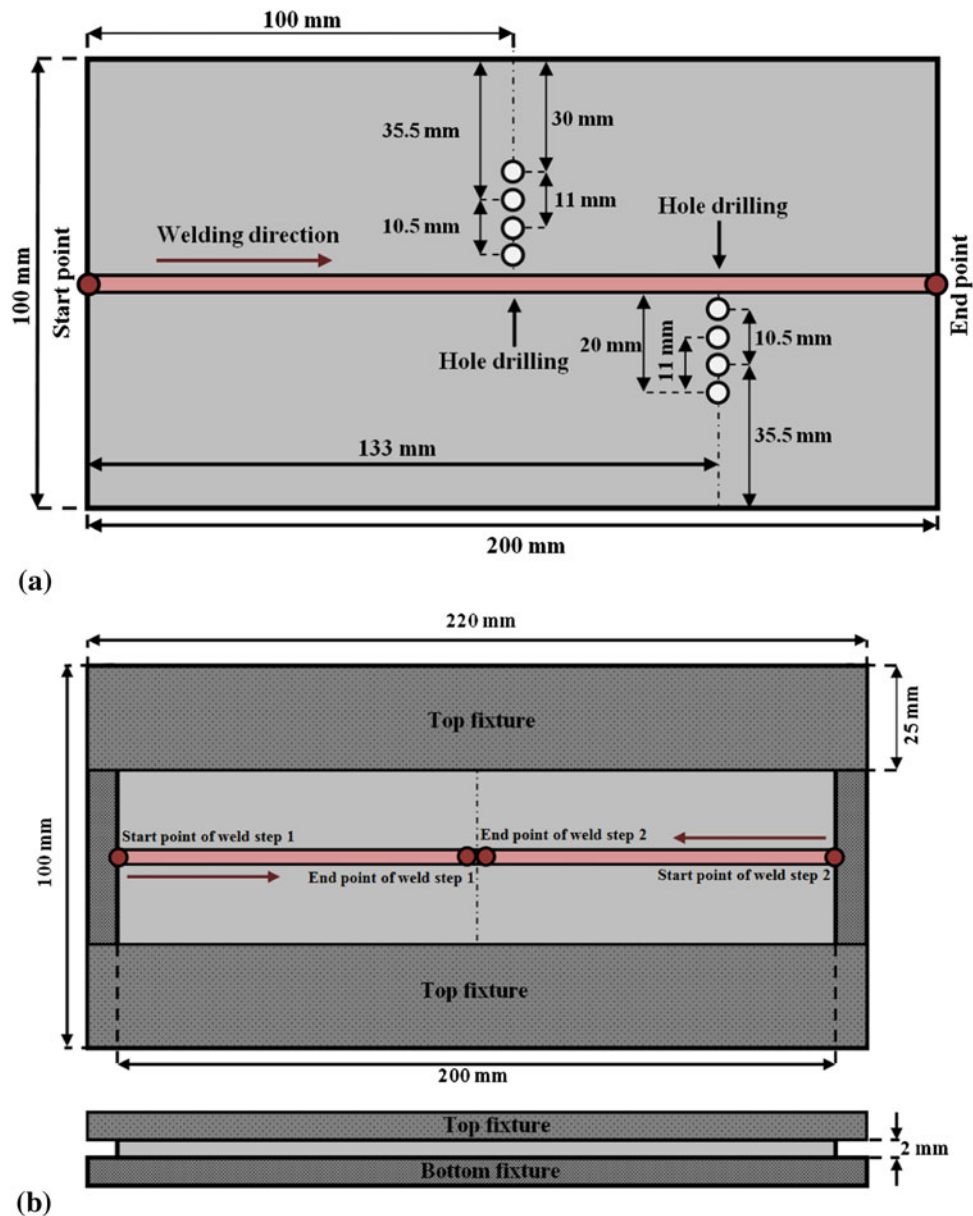 100 mm
35.5 mm
30 mm
10.5 mm
11 mm
Hole drilling
Welding direction
100 mm
Start point
End point
Hole drilling
20 mm
11 mm
10.5 mm
35.5 mm
133 mm
200 mm
(a)
220 mm
Top fixture
25 mm
100 mm
Start point of weld step 1
End point of weld step 2
End point of weld step 1
Start point of weld step 2
Top fixture
200 mm
Top fixture
2 mm
Bottom fixture
(b)